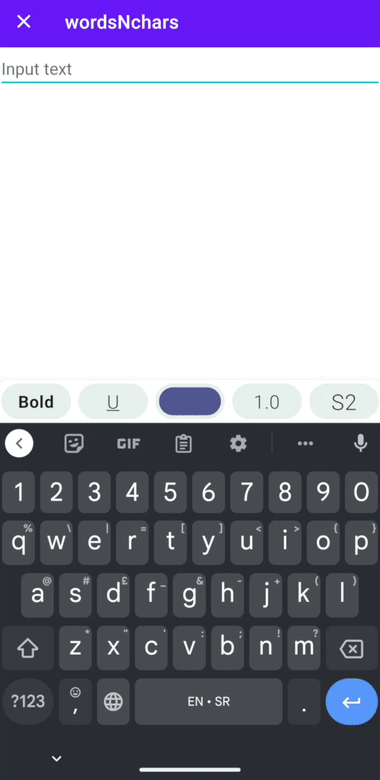 wordsNchars
Input text
Bold U 1.0 S2
GIF
1 2 3 4 5 6 7 8 9 0
% \ | = [ ] < > { }
q w e r t y u i o p
@ # £ _ & - + ( )
a s d f g h j k l
* " ' : ; ! ?
z x c v b n m
?123 , EN • SR .